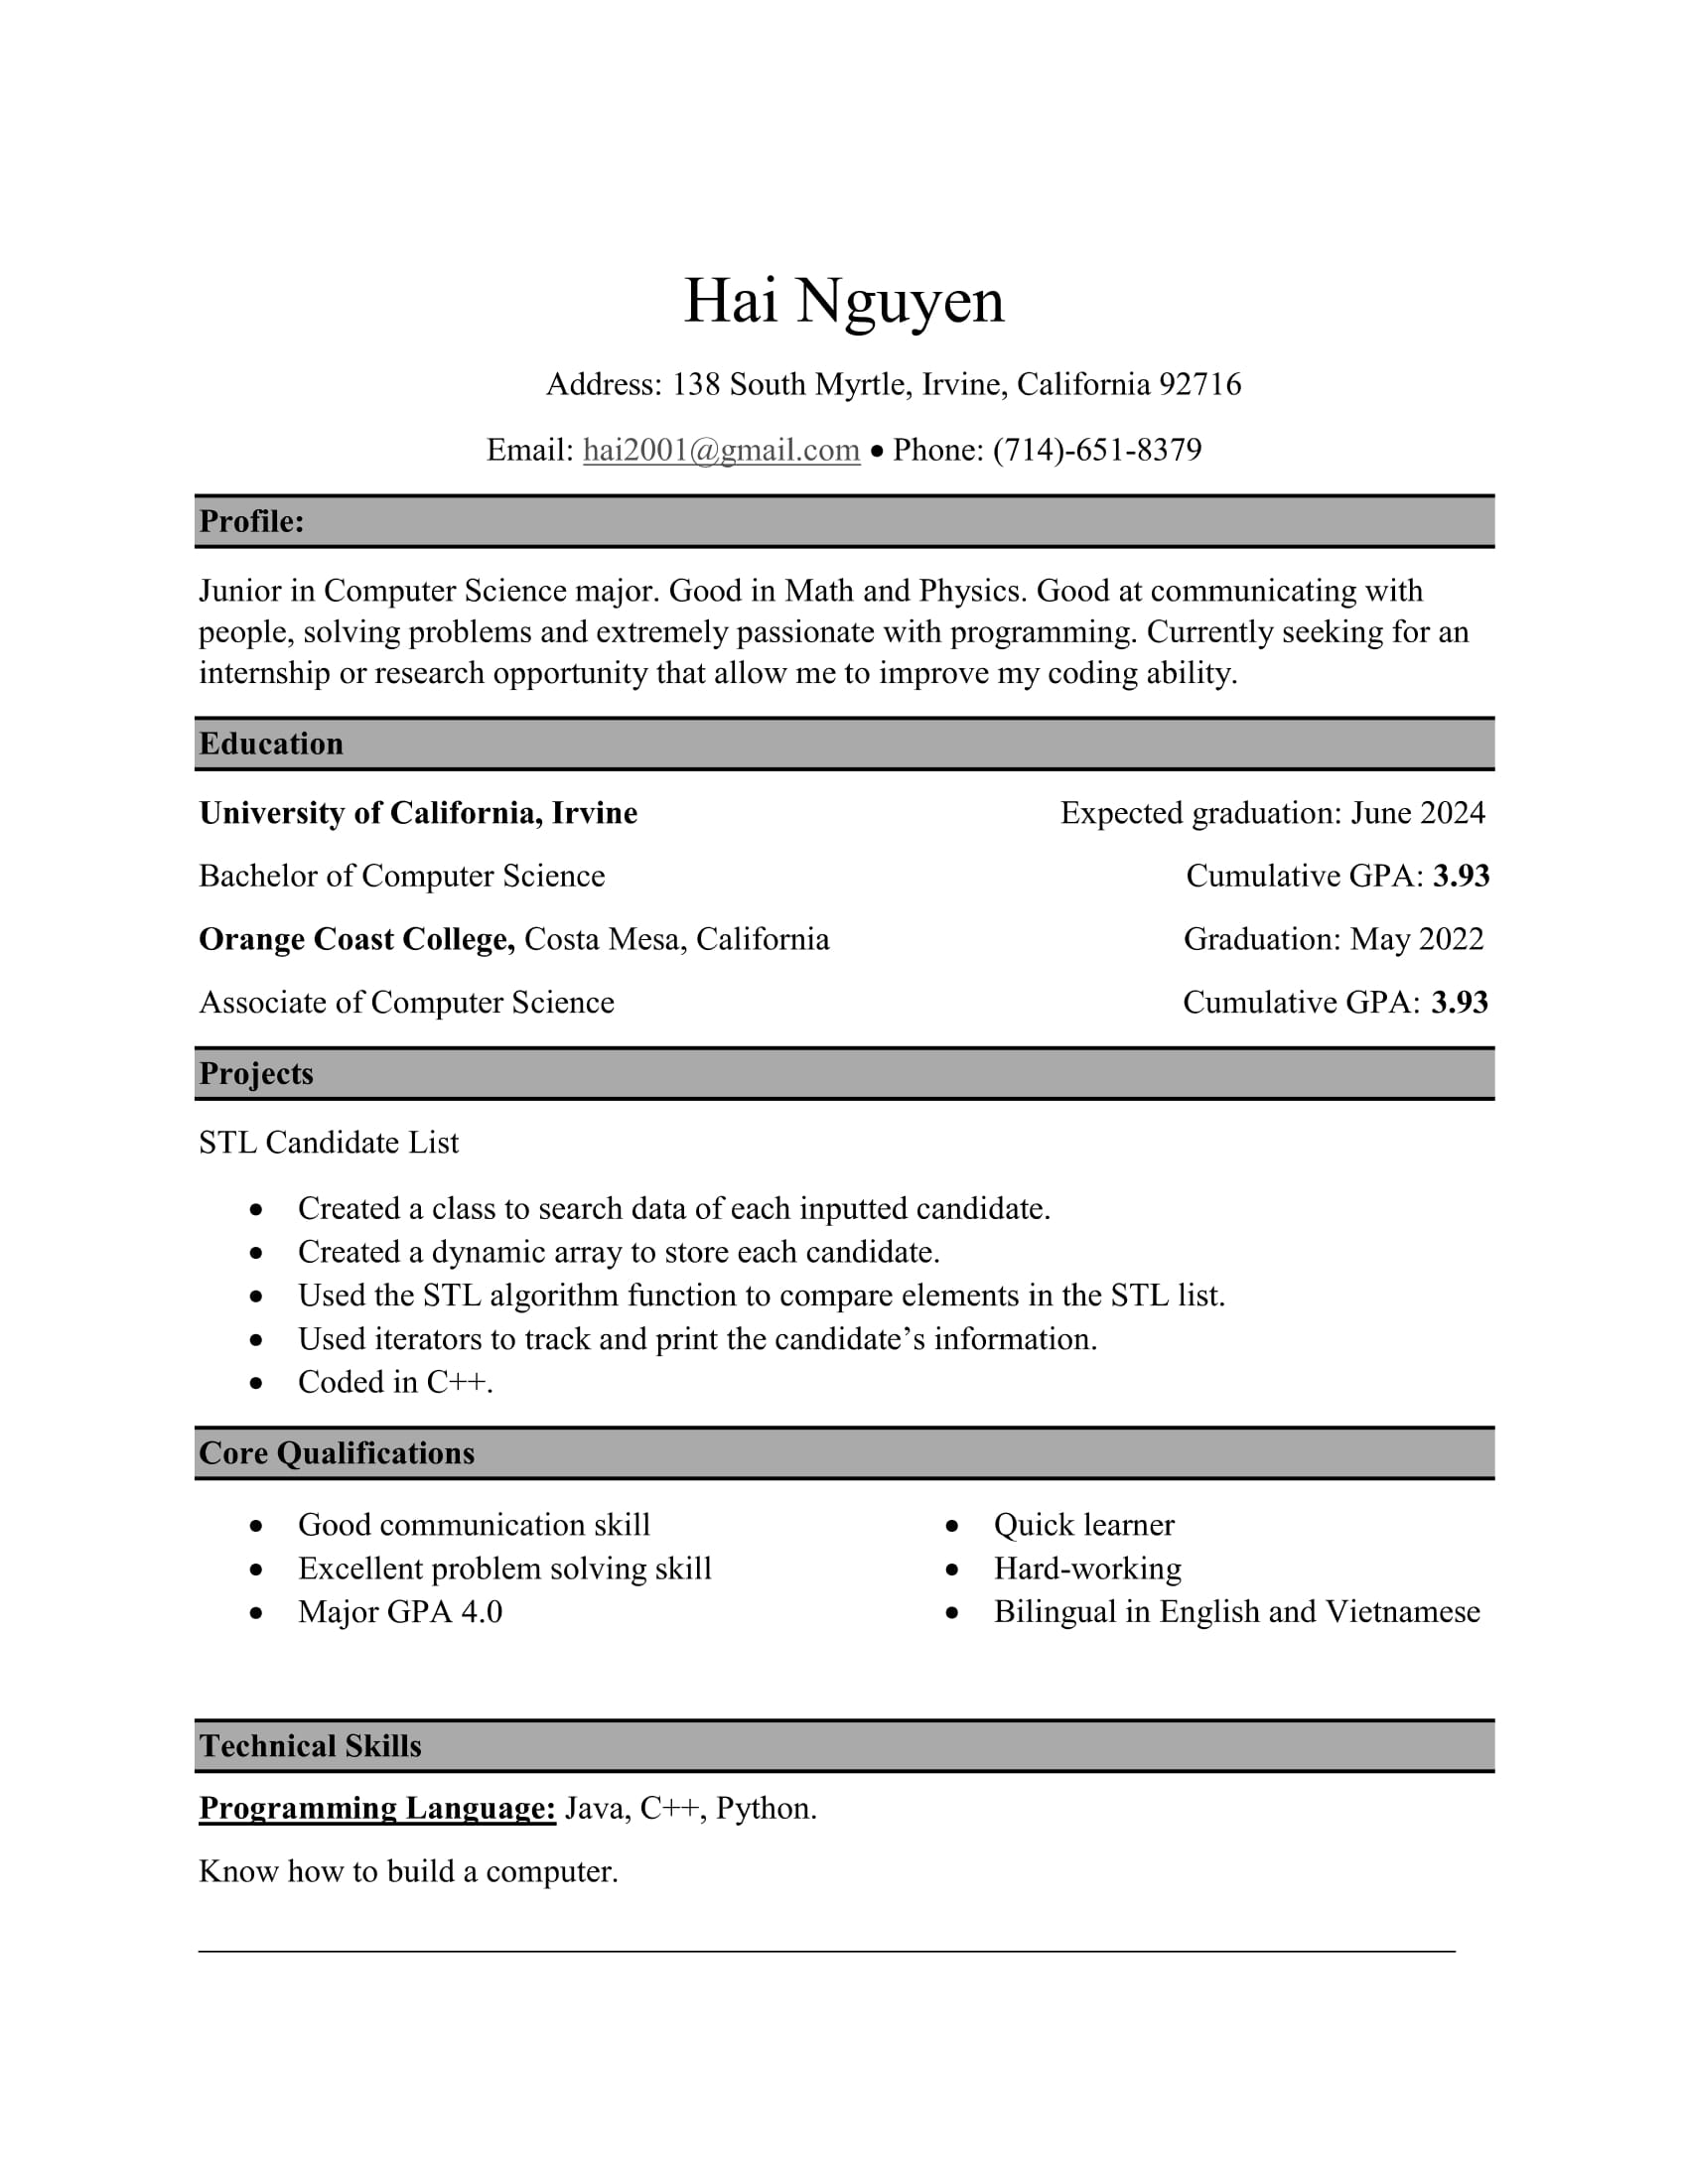 Hai Nguyen
Address: 138 South Myrtle, Irvine, California 92716
Email: hai2001@gmail.com • Phone: (714)-651-8379
Profile:
Junior in Computer Science major. Good in Math and Physics. Good at communicating with
people, solving problems and extremely passionate with programming. Currently seeking for an
internship or research opportunity that allow me to improve my coding ability.
Education
University of California, Irvine Expected graduation: June 2024
Bachelor of Computer Science Cumulative GPA: 3.93
Orange Coast College, Costa Mesa, California Graduation: May 2022
Associate of Computer Science Cumulative GPA: 3.93
Projects
STL Candidate List
• Created a class to search data of each inputted candidate.
• Created a dynamic array to store each candidate.
• Used the STL algorithm function to compare elements in the STL list.
• Used iterators to track and print the candidate’s information.
• Coded in C++.
Core Qualifications
• Good communication skill
• Excellent problem solving skill
• Major GPA 4.0
• Quick learner
• Hard-working
• Bilingual in English and Vietnamese
Technical Skills
Programming Language: Java, C++, Python.
Know how to build a computer.